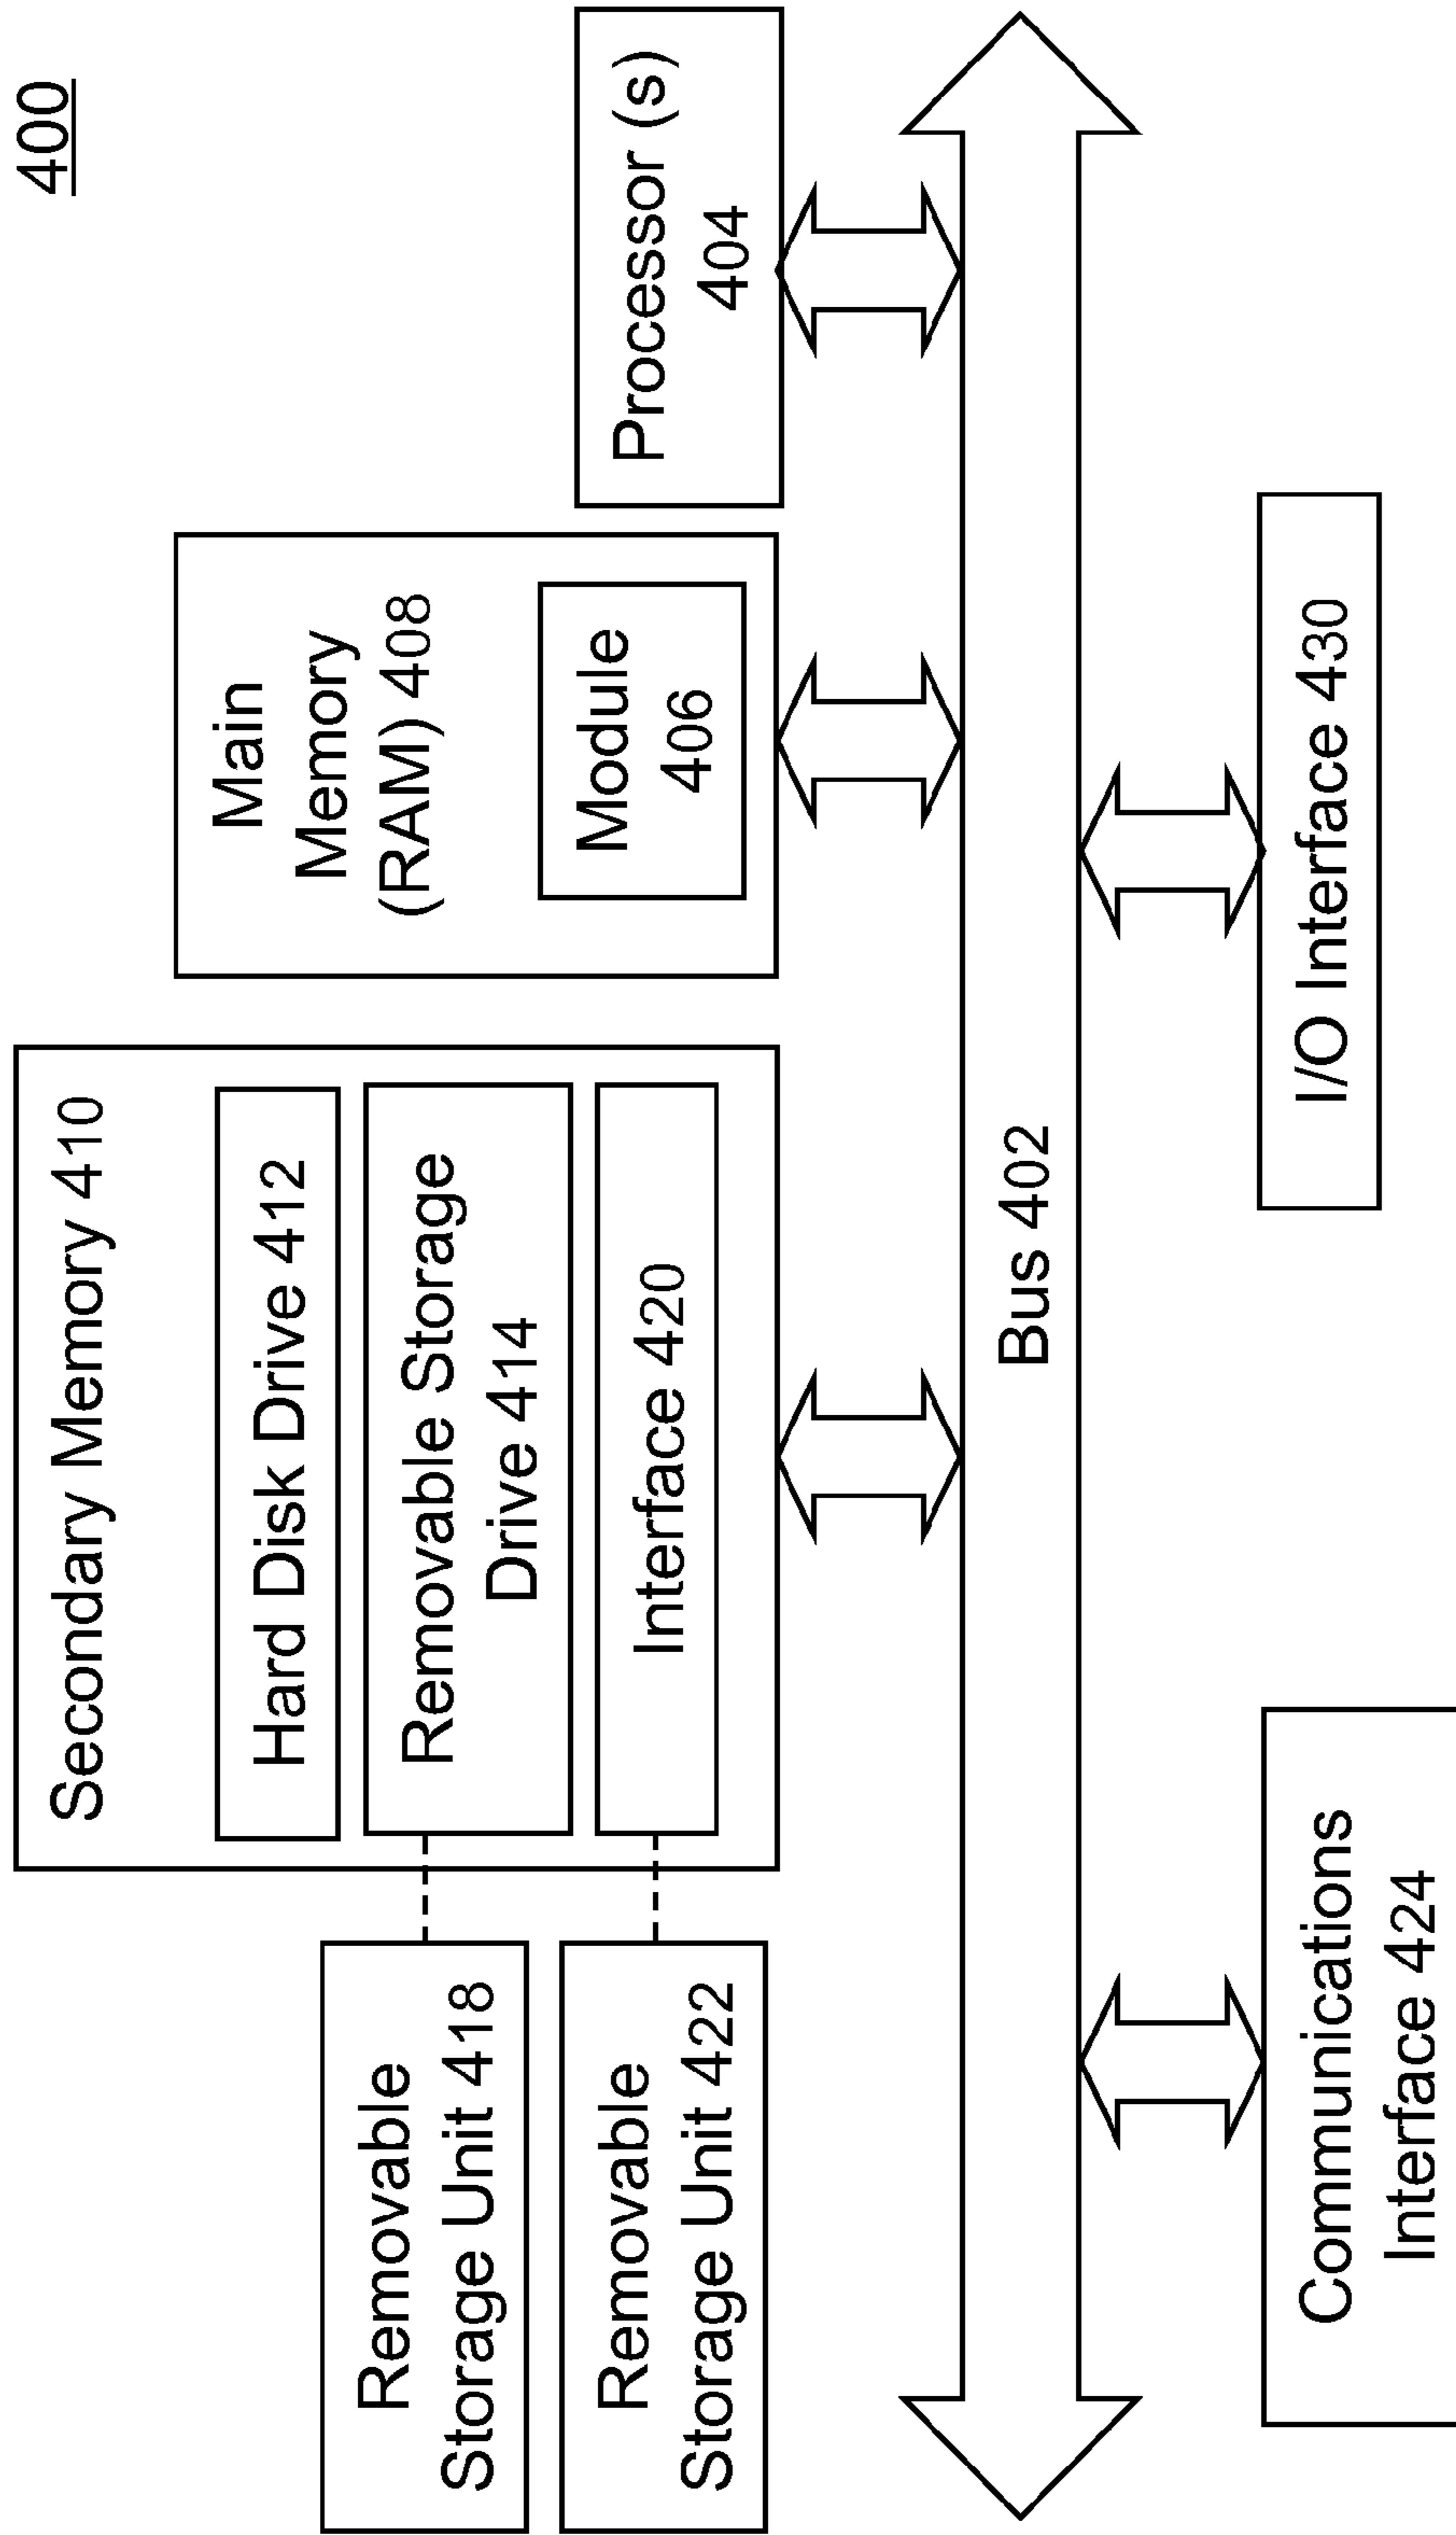 400
Removable
Storage Unit 418
Removable
Storage Unit 422
Secondary Memory 410
Hard Disk Drive 412
Removable Storage
Drive 414
Interface 420
Main
Memory
(RAM) 408
Module
406
Processor (s)
404
Bus 402
Communications
Interface 424
I/O Interface 430